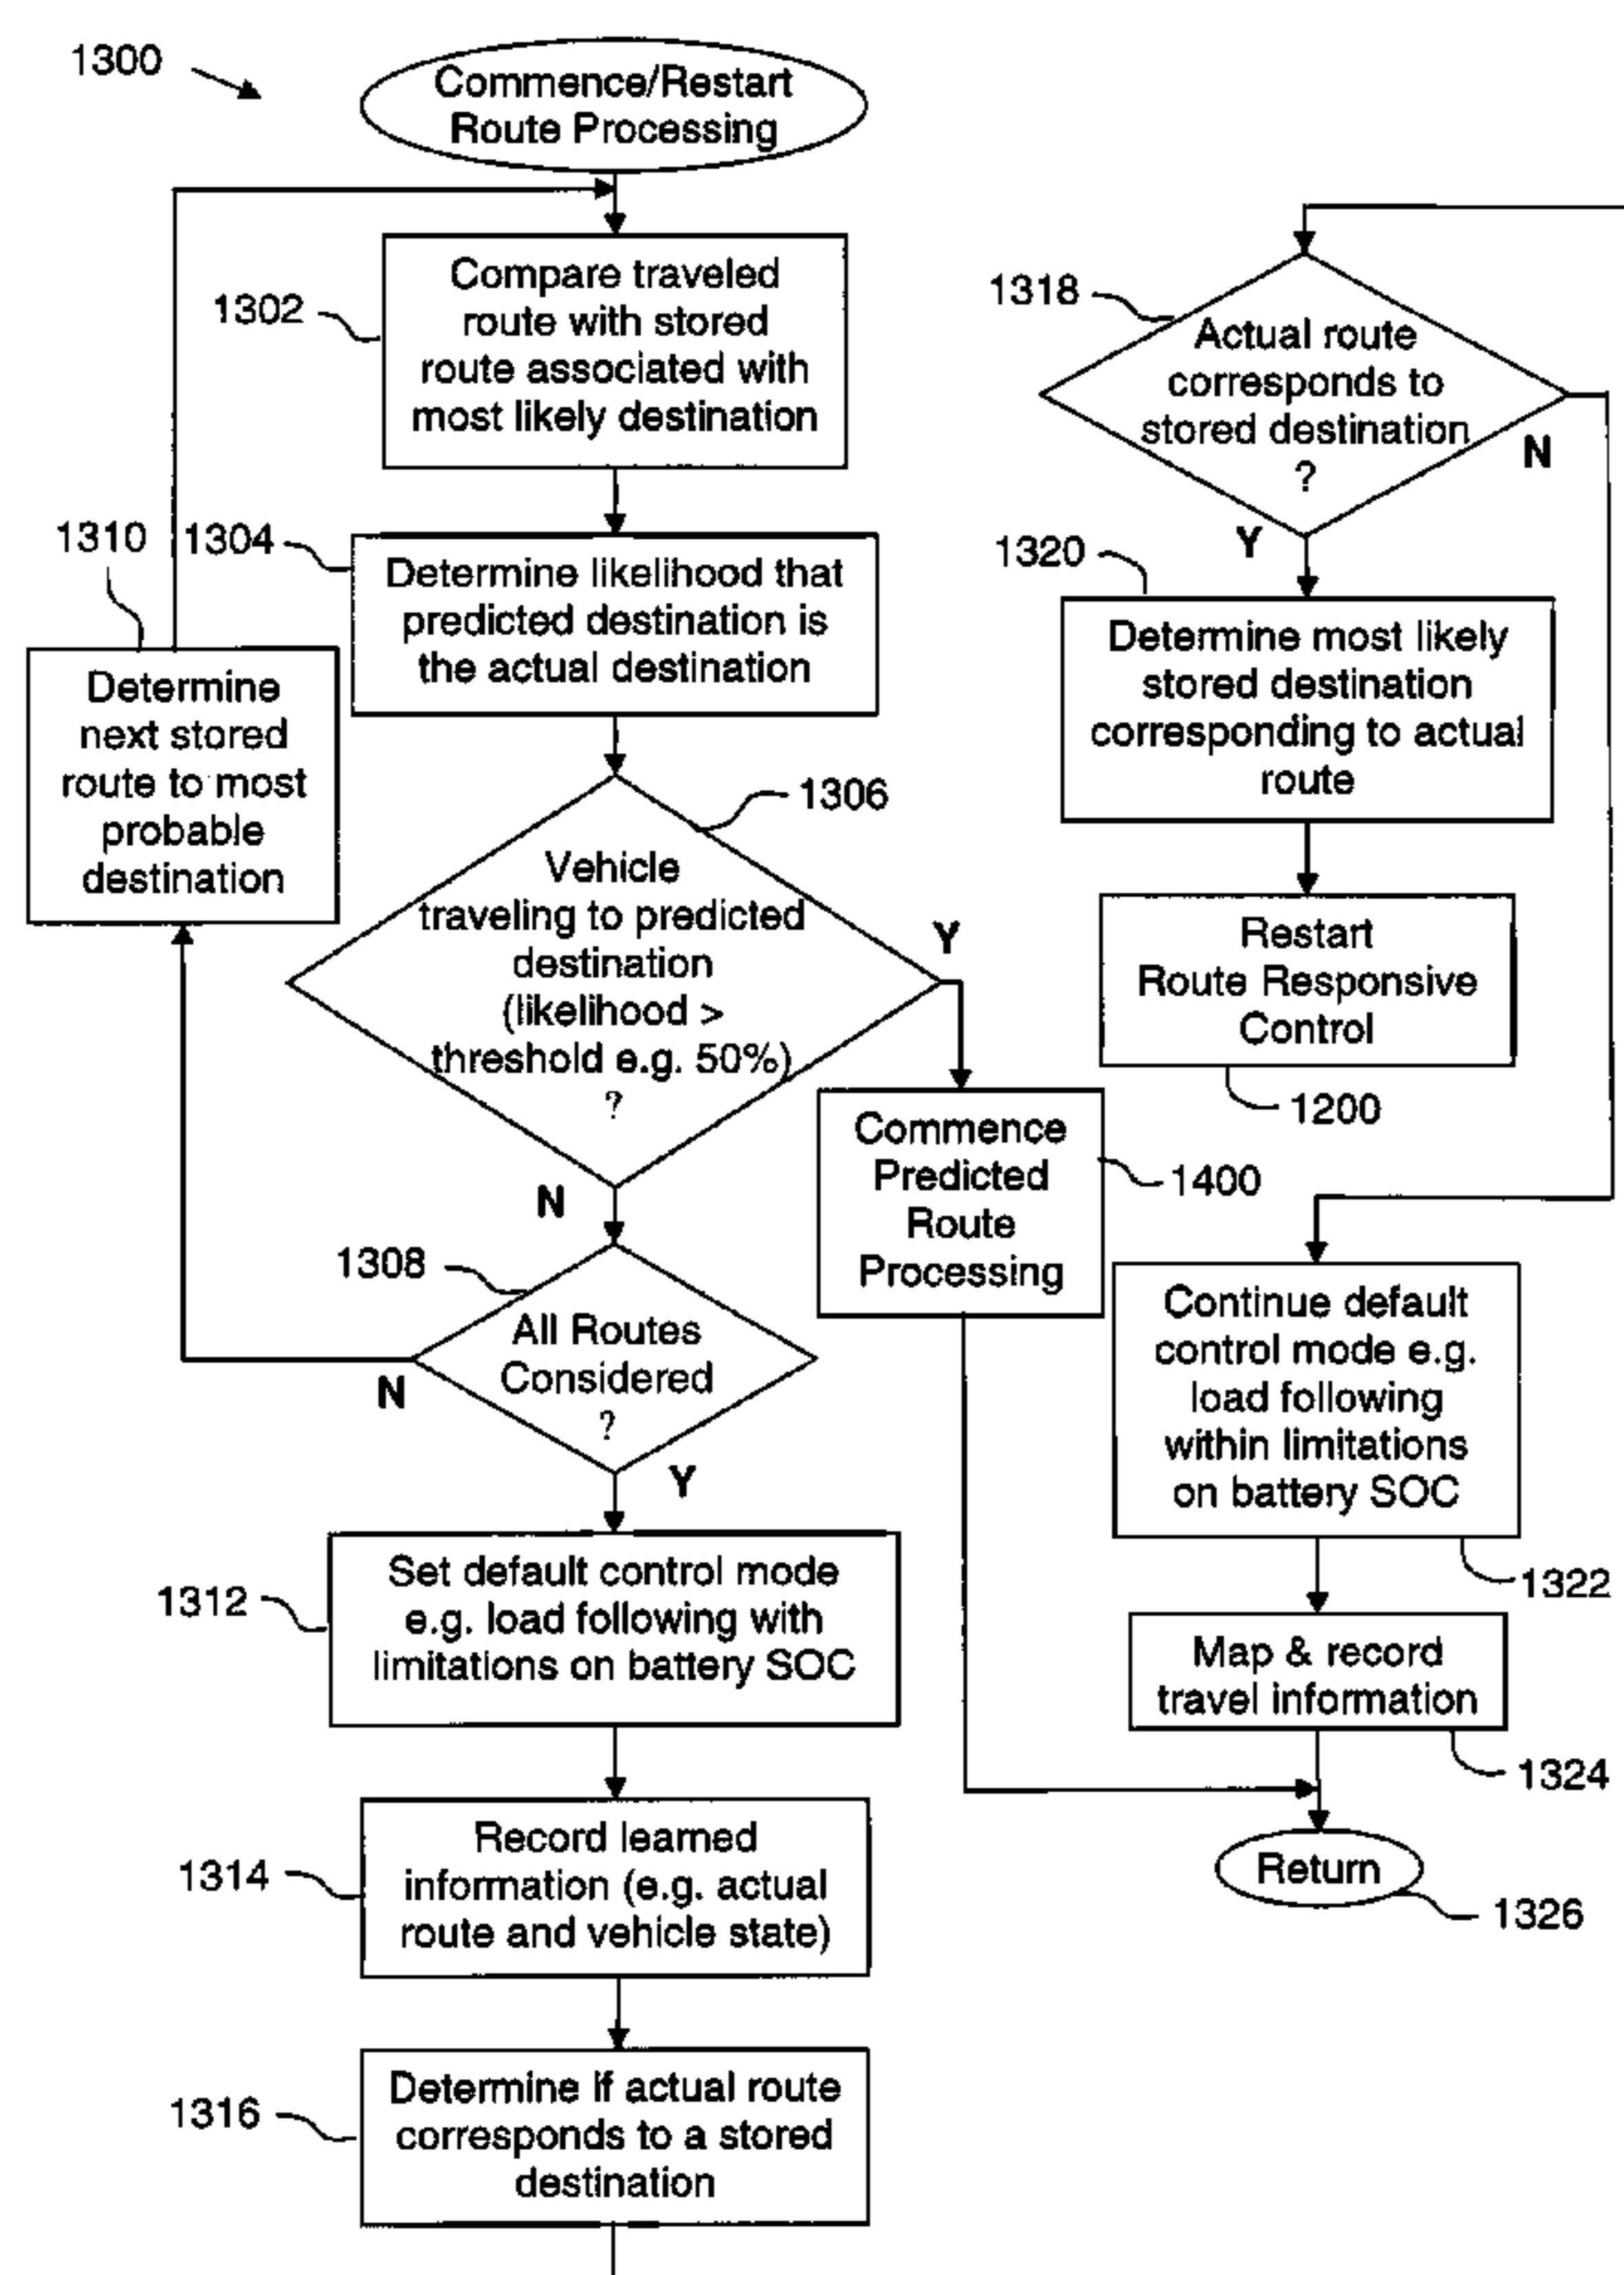 1300
Commence/Restart
Route Processing
1302
Compare traveled
route with stored
route associated with
most likely destination
1310
1304
Determine likelihood that
predicted destination is
the actual destination
Determine
next stored
route to most
probable
destination
1306
Vehicle
traveling to predicted
destination
(likelihood >
threshold e.g. 50%)
?
Y
N
Commence
Predicted
Route
Processing
1400
1308
All Routes
Considered
?
N
Y
1312
Set default control mode
e.g. load following with
limitations on battery SOC
1314
Record learned
information (e.g. actual
route and vehicle state)
1316
Determine if actual route
corresponds to a stored
destination
1318
Actual route
corresponds to
stored destination
?
N
Y
1320
Determine most likely
stored destination
corresponding to actual
route
Restart
Route Responsive
Control
1200
Continue default
control mode e.g.
load following
within limitations
on battery SOC
1322
Map & record
travel information
1324
Return
1326